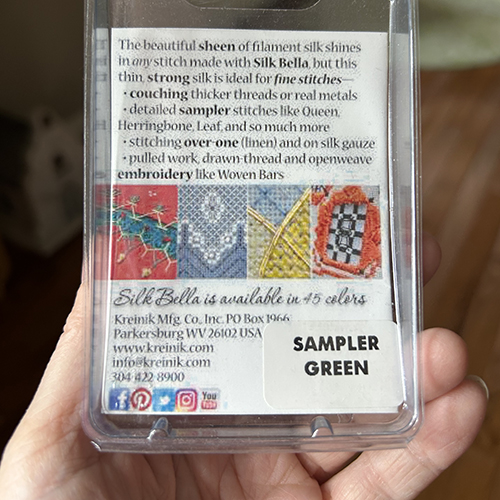 The beautiful sheen of filament silk shines
in any stitch made with Silk Bella, but this
thin, strong silk is ideal for fine stitches—
• couching thicker threads or real metals
• detailed sampler stitches like Queen,
Herringbone, Leaf, and so much more
• stitching over-one (linen) and on silk gauze
• pulled work, drawn-thread and openweave
embroidery like Woven Bars
Silk Bella is available in 45 colors
Kreinik Mfg. Co., Inc. PO Box 1966
Parkersburg WV 26102 USA
www.kreinik.com
info@kreinik.com
304 422 8900
SAMPLER
GREEN
You
Tube